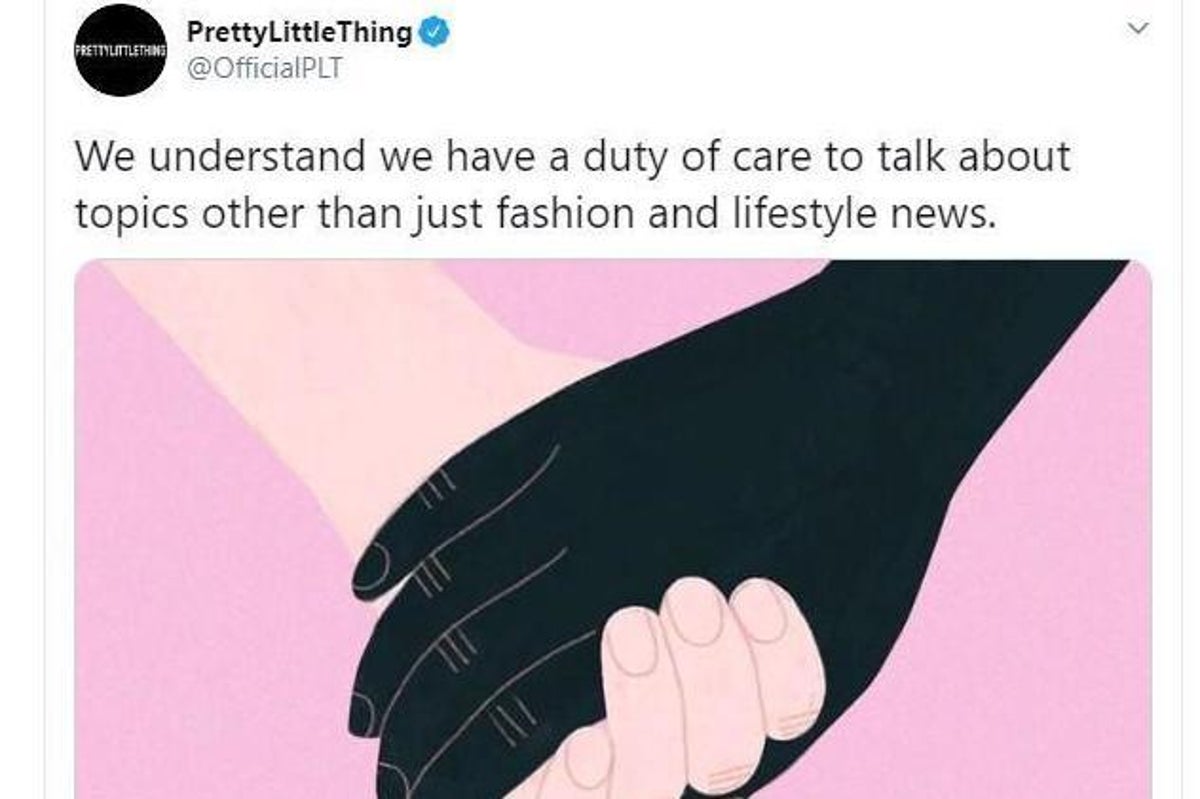 PRETTYLITTLETHING
PrettyLittleThing
@OfficialPLT
We understand we have a duty of care to talk about
topics other than just fashion and lifestyle news.